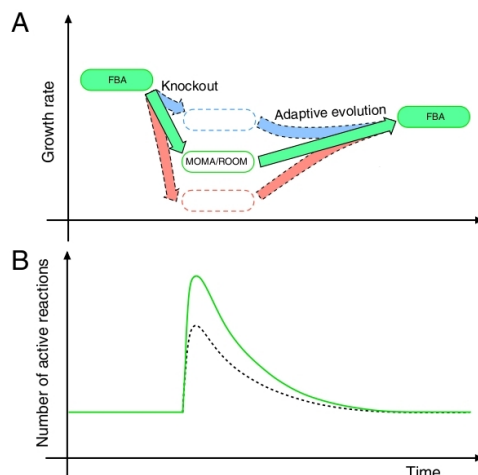 A
Growth rate
FBA
Knockout
Adaptive evolution
FBA
MOMA/ROOM
B
Number of active reactions
Time